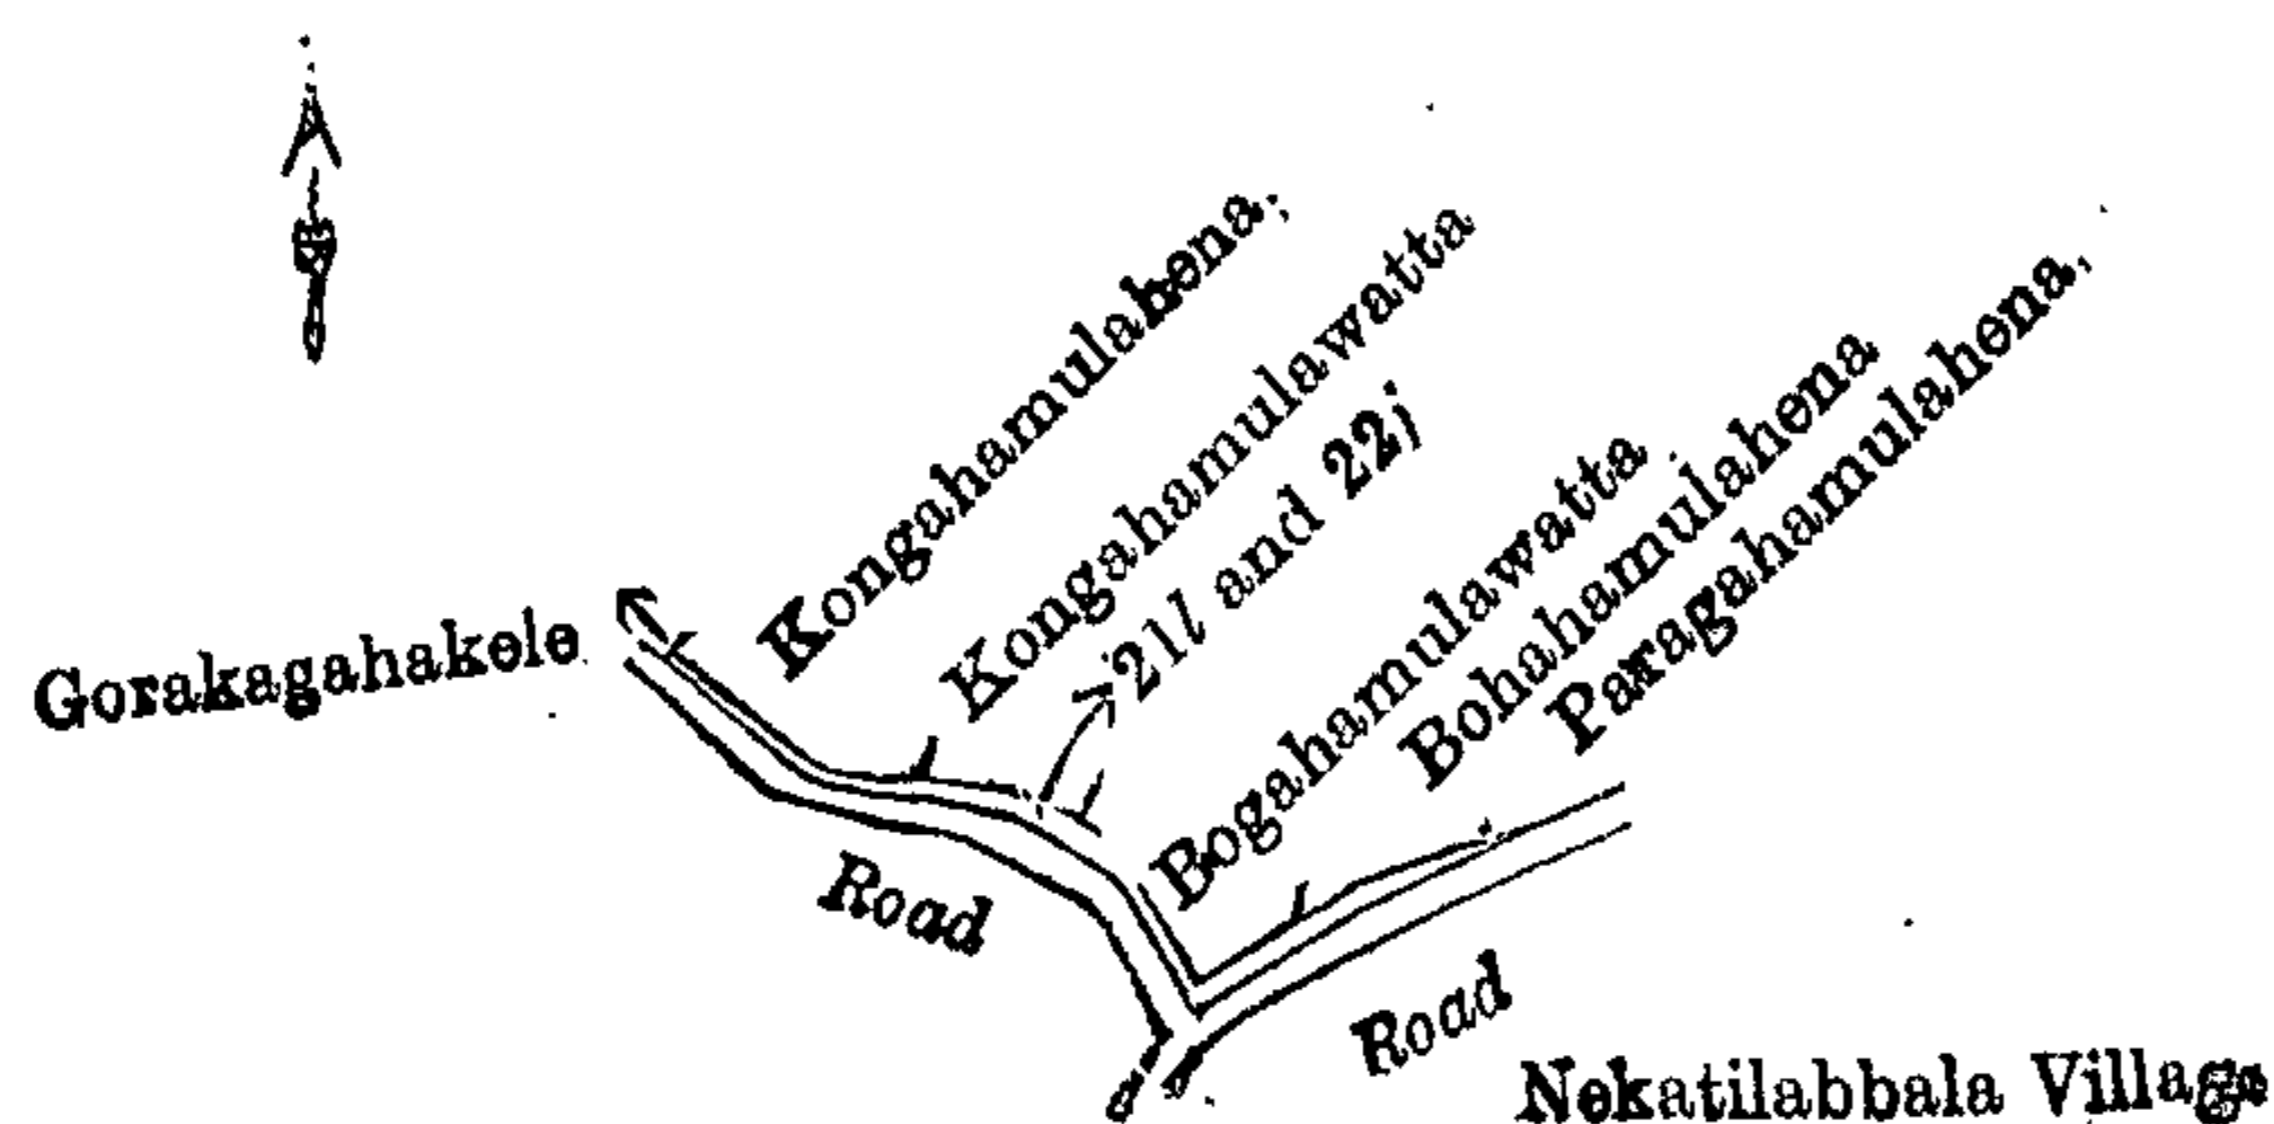 Kongahamulahena,
Kongahamulawatta
21l and 22j
Bogahamulawatta
Bohahamulahena
Paragahamulahena,
Gorakagahakele
Road
Road
Nekatilabbala Village